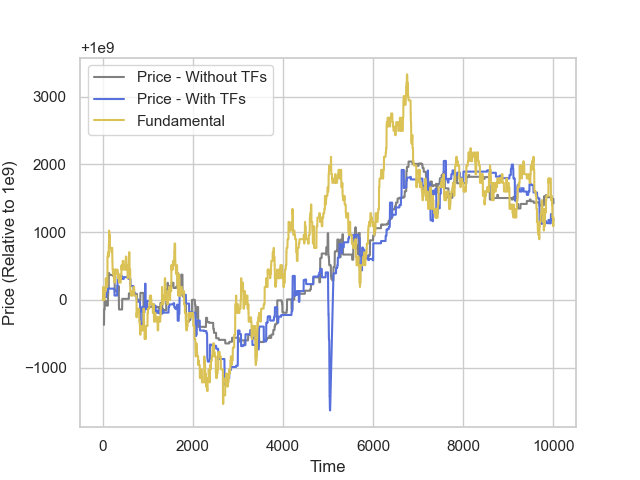 +1e9
Price - Without TFs
Price - With TFs
Fundamental
3000
2000
1000
0
−1000
Price (Relative to 1e9)
0
2000
4000
6000
8000
10000
Time